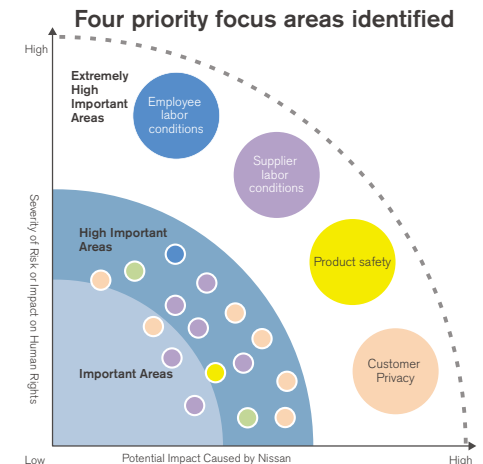 Four priority focus areas identified
High
Extremely
High
Important
Areas
Employee
labor
conditions
Supplier
labor
conditions
Severity of Risk or Impact on Human Rights
High Important
Areas
Product safety
Customer
Privacy
Important Areas
Low
Potential Impact Caused by Nissan
High